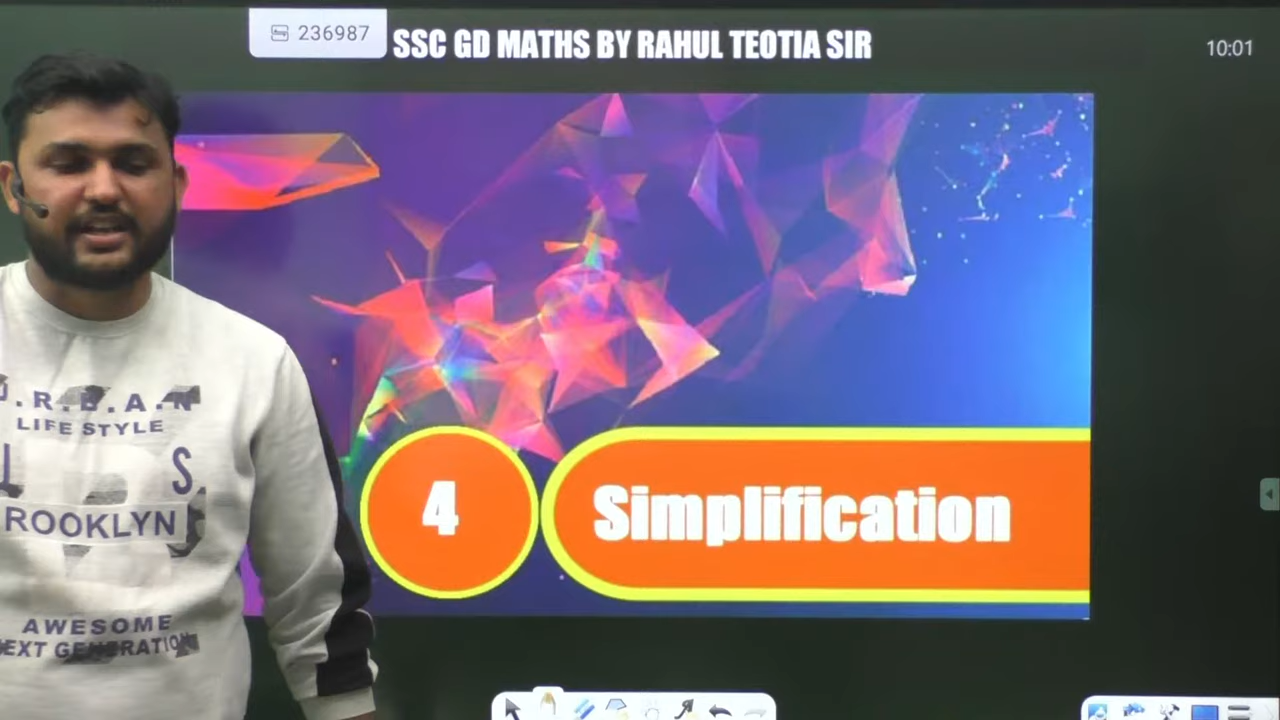 236987
SSC GD MATHS BY RAHUL TEOTIA SIR
10:01
4
Simplification
LIFE STYLE
S
ROOKLYN
AWESOME